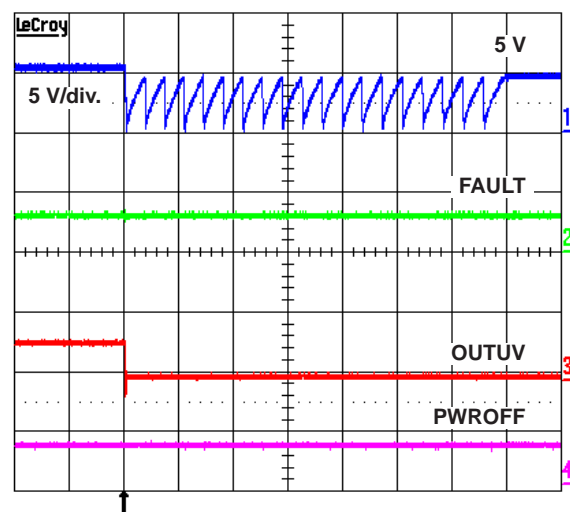 LeCroy
5 V
5 V/div.
1
FAULT
2
OUTUV
3
PWROFF
4